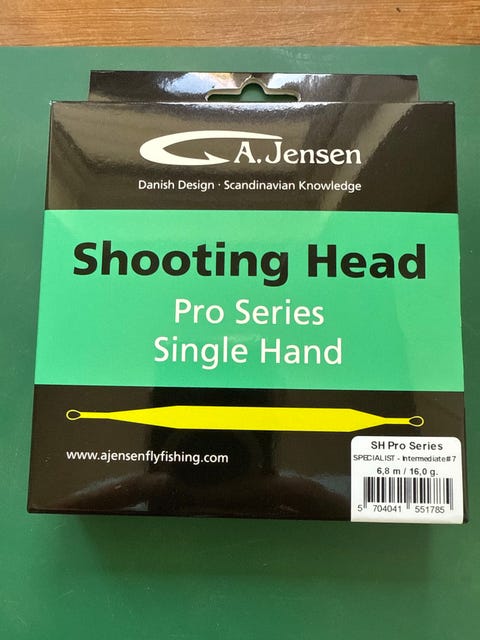 A.Jensen
Danish Design · Scandinavian Knowledge
Shooting Head
Pro Series
Single Hand
www.ajensenflyfishing.com
SH Pro Series
SPECIALIST - Intermediate#7
6,8 m / 16,0 g.
5 704041 551785